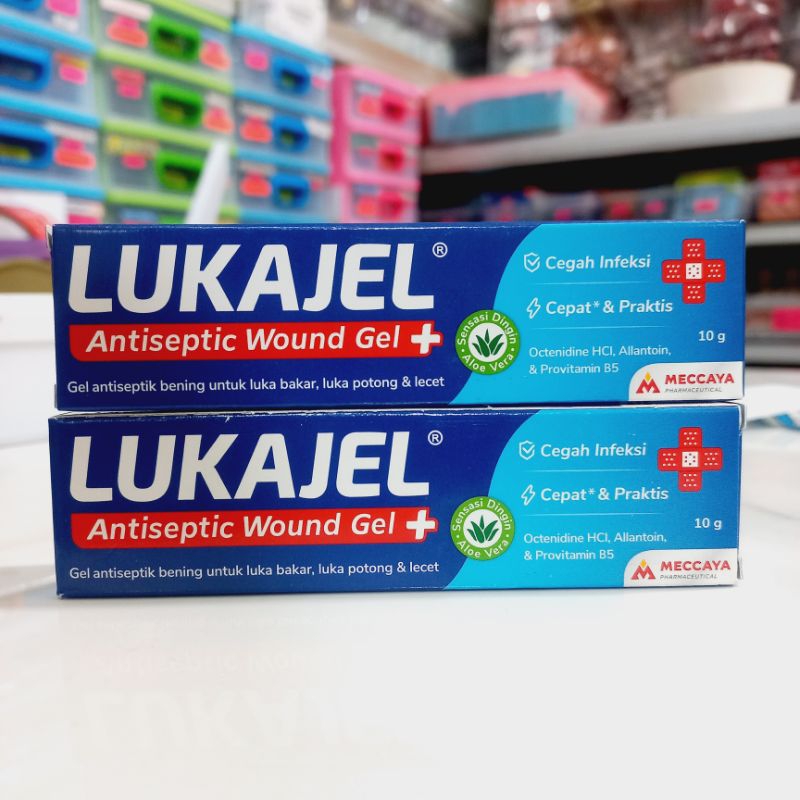 LUKAJEL®
Antiseptic Wound Gel +
Gel antiseptik bening untuk luka bakar, luka potong & lecet
Sensasi Dingin
Aloe Vera
Cegah Infeksi
Cepat* & Praktis
10 g
Octenidine HCl, Allantoin,
& Provitamin B5
MECCAYA
PHARMACEUTICAL
LUKAJEL®
Antiseptic Wound Gel +
Gel antiseptik bening untuk luka bakar, luka potong & lecet
Sensasi Dingin
Aloe Vera
Cegah Infeksi
Cepat* & Praktis
10 g
Octenidine HCl, Allantoin,
& Provitamin B5
MECCAYA
PHARMACEUTICAL